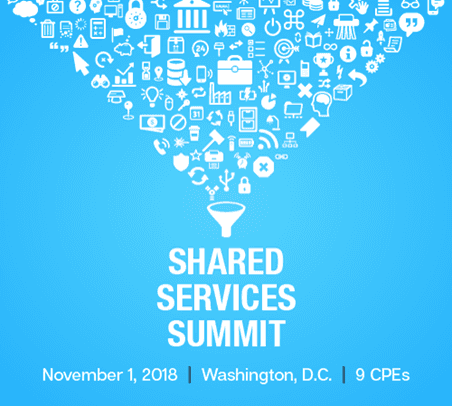 SHARED
SERVICES
SUMMIT
November 1, 2018 | Washington, D.C. | 9 CPEs